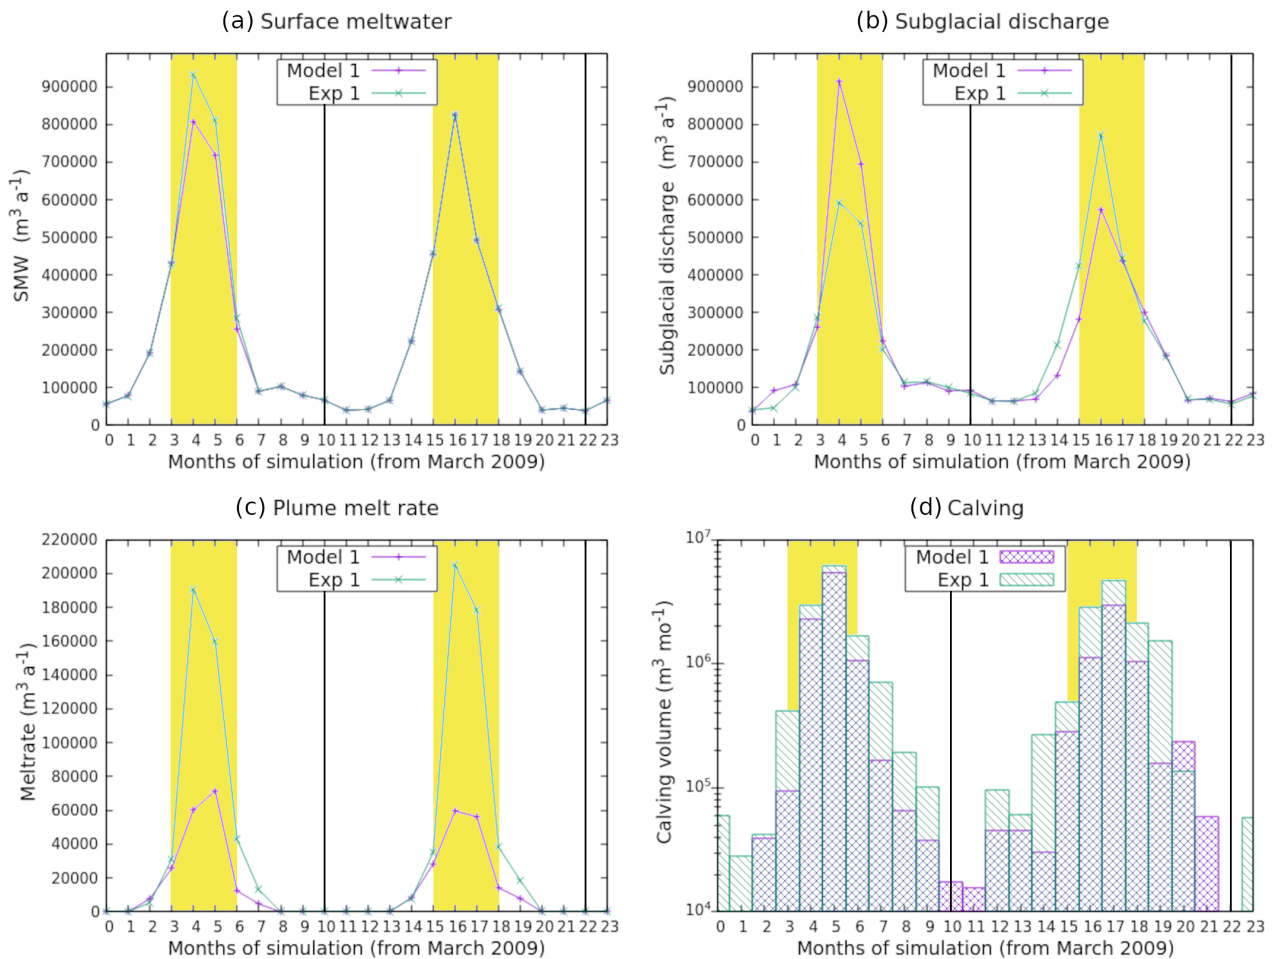 (a) Surface meltwater
Model 1
Exp 1
900000
800000
700000
600000
500000
400000
300000
200000
100000
0
SMW (m³ a⁻¹)
0 1 2 3 4 5 6 7 8 9 10 11 12 13 14 15 16 17 18 19 20 21 22 23
Months of simulation (from March 2009)
(b) Subglacial discharge
Model 1
Exp 1
900000
800000
700000
600000
500000
400000
300000
200000
100000
0
Subglacial discharge (m³ a⁻¹)
0 1 2 3 4 5 6 7 8 9 10 11 12 13 14 15 16 17 18 19 20 21 22 23
Months of simulation (from March 2009)
(c) Plume melt rate
Model 1
Exp 1
220000
200000
180000
160000
140000
120000
100000
80000
60000
40000
20000
0
Meltrate (m³ a⁻¹)
0 1 2 3 4 5 6 7 8 9 10 11 12 13 14 15 16 17 18 19 20 21 22 23
Months of simulation (from March 2009)
(d) Calving
Model 1
Exp 1
10⁷
10⁶
10⁵
10⁴
Calving volume (m³ mo⁻¹)
0 1 2 3 4 5 6 7 8 9 10 11 12 13 14 15 16 17 18 19 20 21 22 23
Months of simulation (from March 2009)